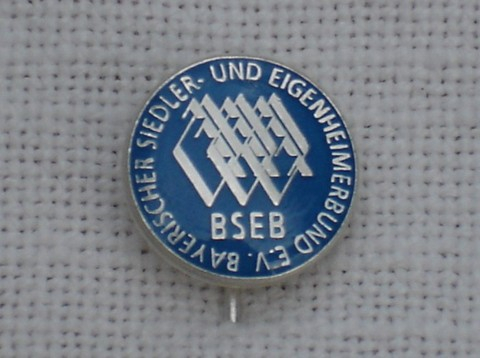 BAYERISCHER SIEDLER- UND EIGENHEIMERBUND E.V.
BSEB